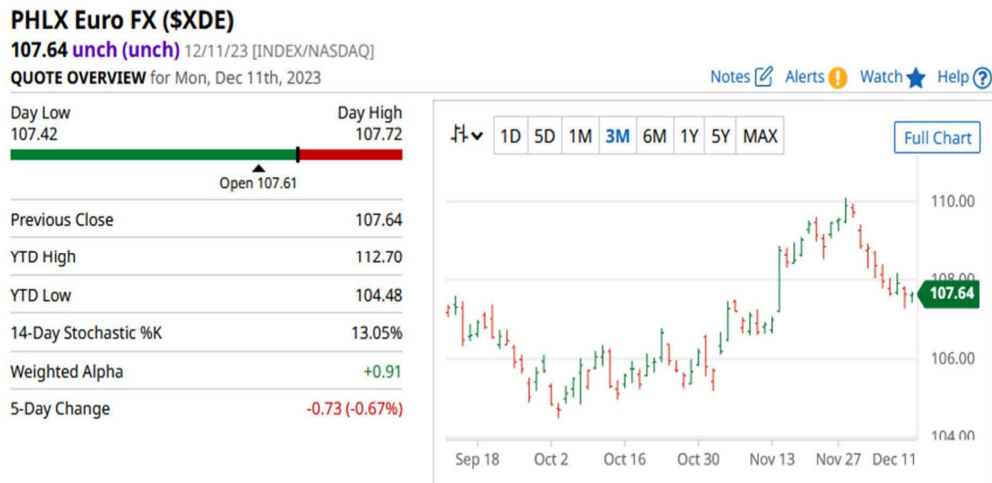 PHLX Euro FX ($XDE)
107.64 unch (unch) 12/11/23 [INDEX/NASDAQ]
QUOTE OVERVIEW for Mon, Dec 11th, 2023
Notes Alerts ! Watch Help ?
Day Low Day High
107.42 107.72
Open 107.61
Previous Close 107.64
YTD High 112.70
YTD Low 104.48
14-Day Stochastic %K 13.05%
Weighted Alpha +0.91
5-Day Change -0.73 (-0.67%)
1D 5D 1M 3M 6M 1Y 5Y MAX Full Chart
110.00
108.00
107.64
106.00
104.00
Sep 18 Oct 2 Oct 16 Oct 30 Nov 13 Nov 27 Dec 11